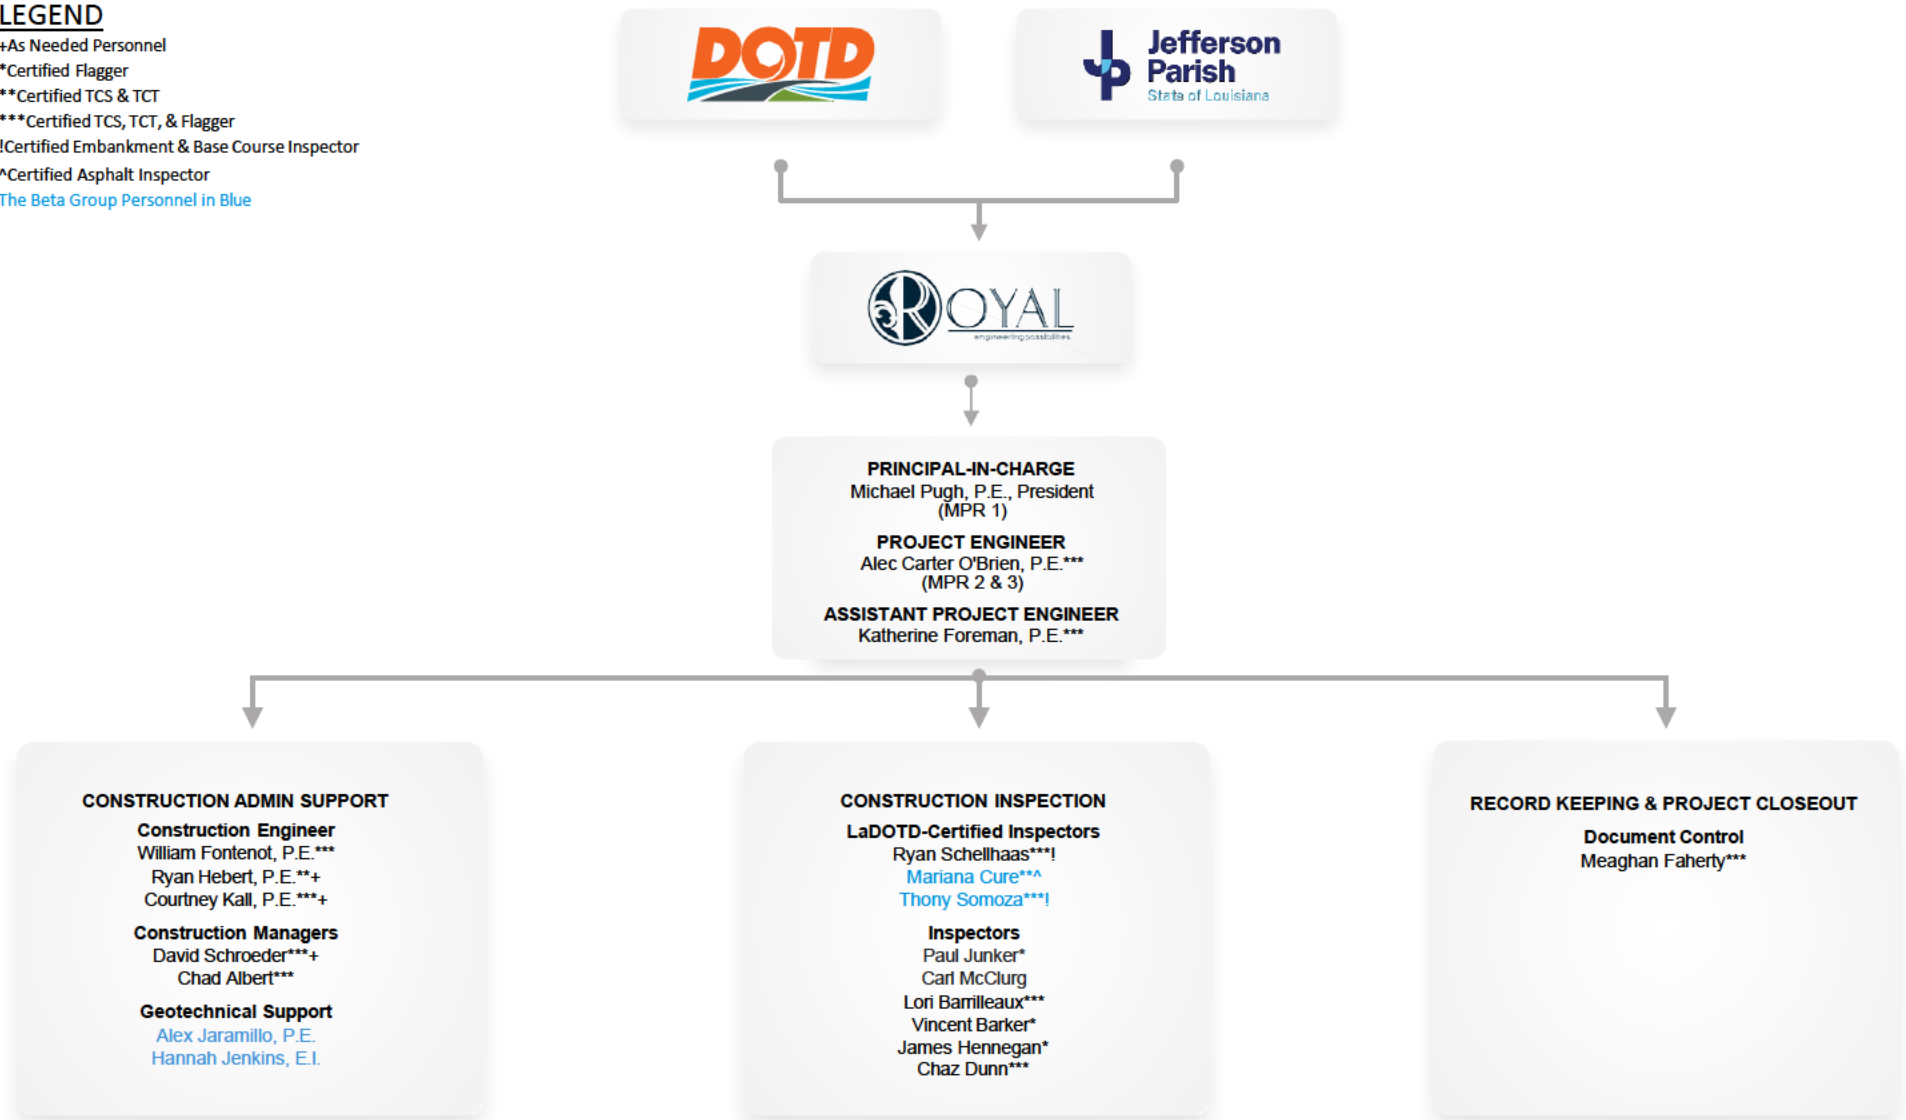 LEGEND
+As Needed Personnel
*Certified Flagger
**Certified TCS & TCT
***Certified TCS, TCT, & Flagger
!Certified Embankment & Base Course Inspector
^Certified Asphalt Inspector
The Beta Group Personnel in Blue
DOTD
JP
Jefferson
Parish
State of Louisiana
ROYAL
engineeringpossibilities
PRINCIPAL-IN-CHARGE
Michael Pugh, P.E., President
(MPR 1)
PROJECT ENGINEER
Alec Carter O'Brien, P.E.***
(MPR 2 & 3)
ASSISTANT PROJECT ENGINEER
Katherine Foreman, P.E.***
CONSTRUCTION ADMIN SUPPORT
Construction Engineer
William Fontenot, P.E.***
Ryan Hebert, P.E.**+
Courtney Kall, P.E.***+
Construction Managers
David Schroeder***+
Chad Albert***
Geotechnical Support
Alex Jaramillo, P.E.
Hannah Jenkins, E.I.
CONSTRUCTION INSPECTION
LaDOTD-Certified Inspectors
Ryan Schellhaas***!
Mariana Cure**^
Thony Somoza***!
Inspectors
Paul Junker*
Carl McClurg
Lori Barrilleaux***
Vincent Barker*
James Hennegan*
Chaz Dunn***
RECORD KEEPING & PROJECT CLOSEOUT
Document Control
Meaghan Faherty***